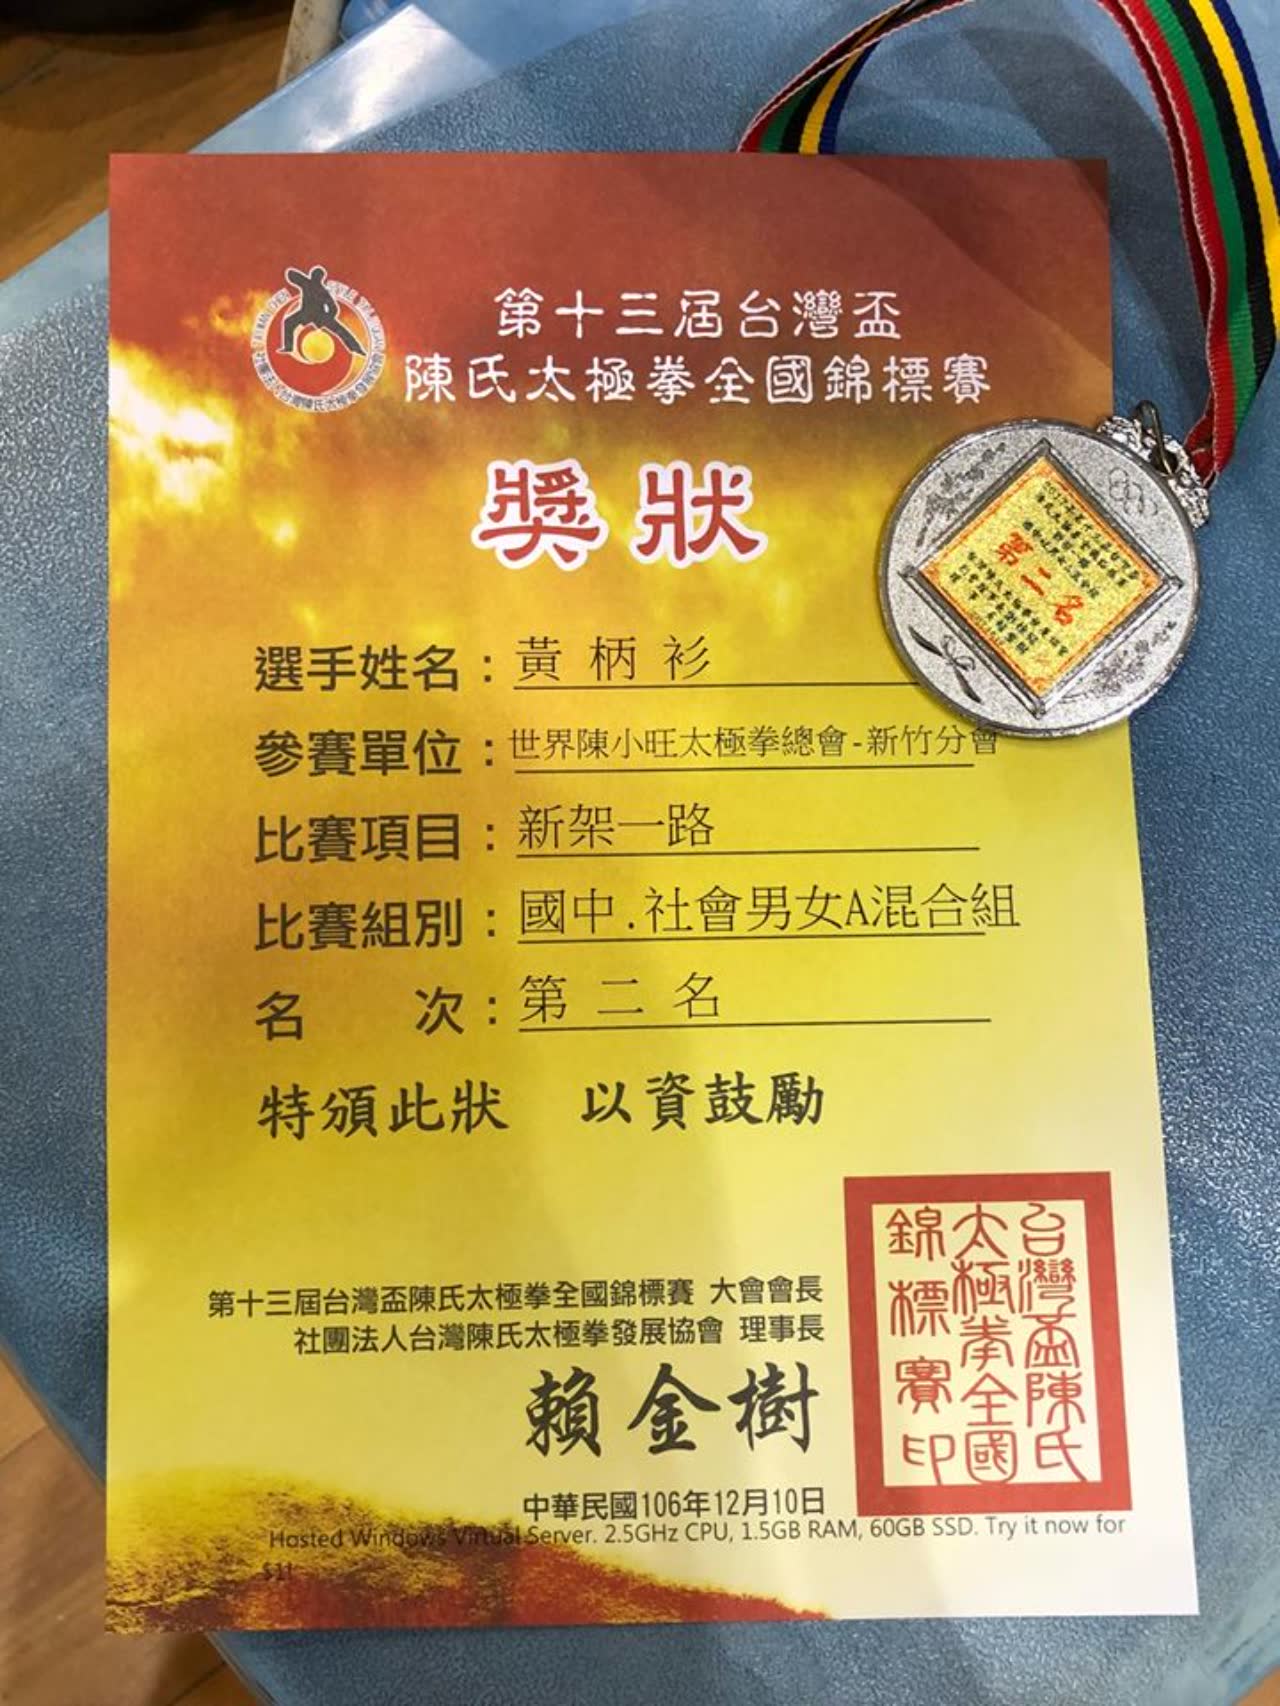 第十三屆台灣盃
陳氏太極拳全國錦標賽
獎狀
選手姓名：黃柄衫
參賽單位：世界陳小旺太極拳總會-新竹分會
比賽項目：新架一路
比賽組別：國中.社會男女A混合組
名次：第二名
特頒此狀 以資鼓勵
第十三屆台灣盃陳氏太極拳全國錦標賽 大會會長
社團法人台灣陳氏太極拳發展協會 理事長
賴金樹
中華民國106年12月10日
Hosted Windows Virtual Server. 2.5GHz CPU, 1.5GB RAM, 60GB SSD. Try it now for
$1!
台灣盃陳氏
太極拳全國
錦標賽印
第二名